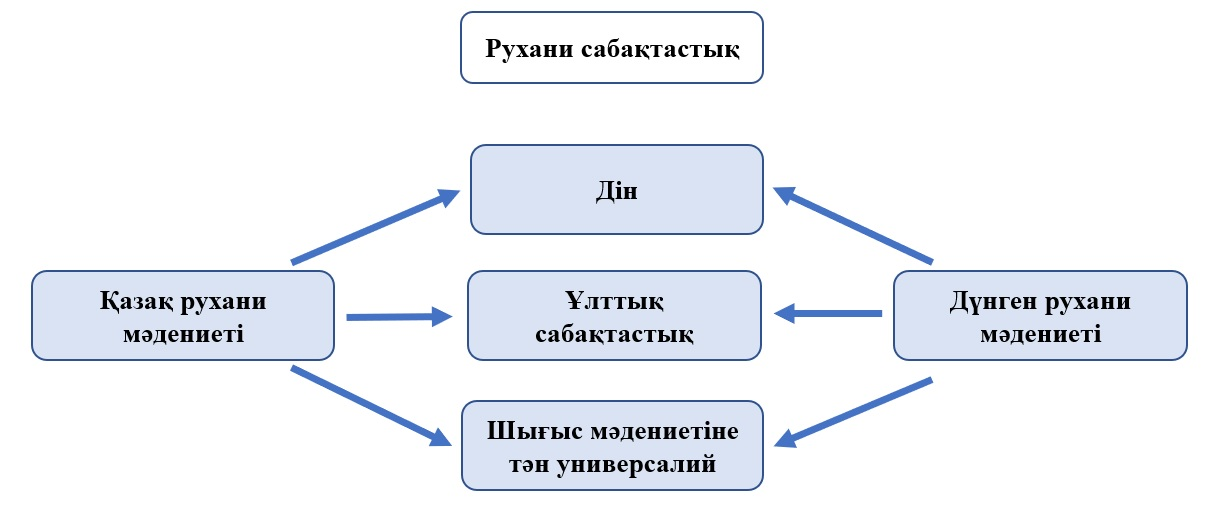 Рухани сабақтастық
Дін
Қазақ рухани
мәдениеті
Ұлттық
сабақтастық
Дүнген рухани
мәдениеті
Шығыс мәдениетіне
тән универсалий